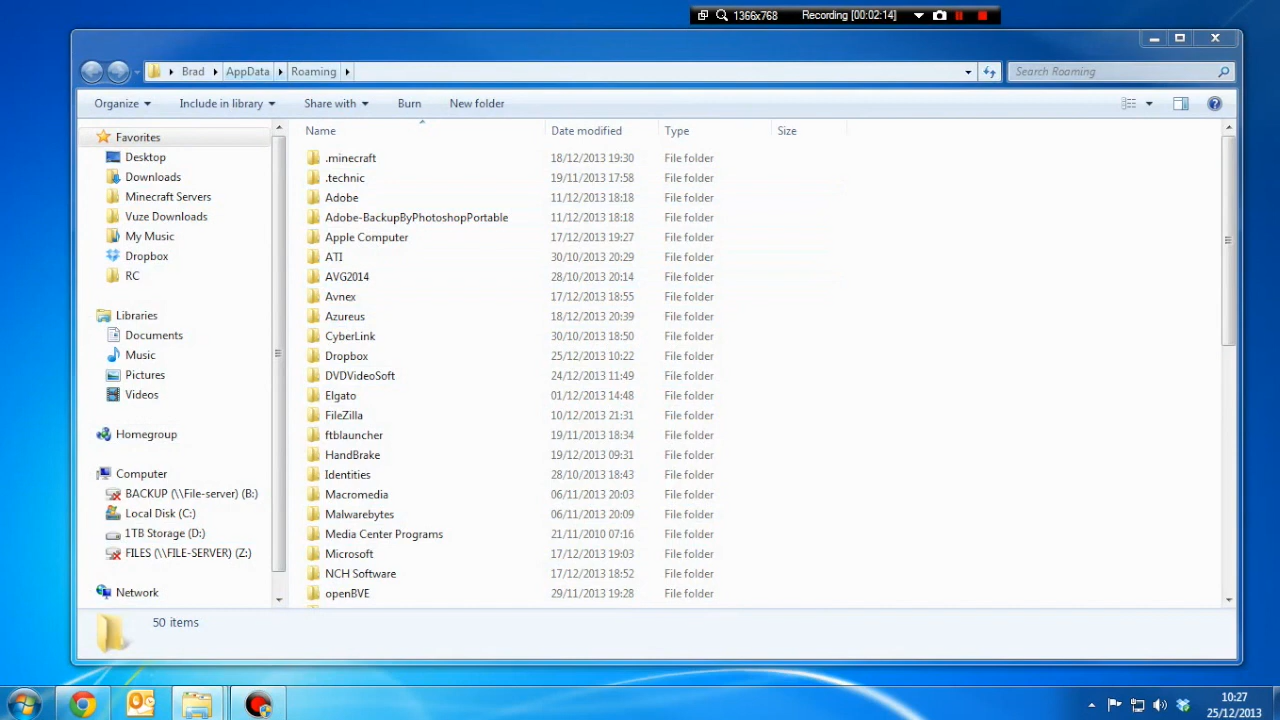 1366x768 Recording [00:02:14]
Brad AppData Roaming Search Roaming
Organize Include in library Share with Burn New folder
Name Date modified Type Size
Favorites
Desktop
Downloads
Minecraft Servers
Vuze Downloads
My Music
Dropbox
RC
Libraries
Documents
Music
Pictures
Videos
Homegroup
Computer
BACKUP (\\File-server) (B:)
Local Disk (C:)
1TB Storage (D:)
FILES (\\FILE-SERVER) (Z:)
Network
.minecraft 18/12/2013 19:30 File folder
.technic 19/11/2013 17:58 File folder
Adobe 11/12/2013 18:18 File folder
Adobe-BackupByPhotoshopPortable 11/12/2013 18:18 File folder
Apple Computer 17/12/2013 19:27 File folder
ATI 30/10/2013 20:29 File folder
AVG2014 28/10/2013 20:14 File folder
Avnex 17/12/2013 18:55 File folder
Azureus 18/12/2013 20:39 File folder
CyberLink 30/10/2013 18:50 File folder
Dropbox 25/12/2013 10:22 File folder
DVDVideoSoft 24/12/2013 11:49 File folder
Elgato 01/12/2013 14:48 File folder
FileZilla 10/12/2013 21:31 File folder
ftblauncher 19/11/2013 18:34 File folder
HandBrake 19/12/2013 09:31 File folder
Identities 28/10/2013 18:43 File folder
Macromedia 06/11/2013 20:03 File folder
Malwarebytes 06/11/2013 20:09 File folder
Media Center Programs 21/11/2010 07:16 File folder
Microsoft 17/12/2013 19:03 File folder
NCH Software 17/12/2013 18:52 File folder
openBVE 29/11/2013 19:28 File folder
50 items
10:27
25/12/2013